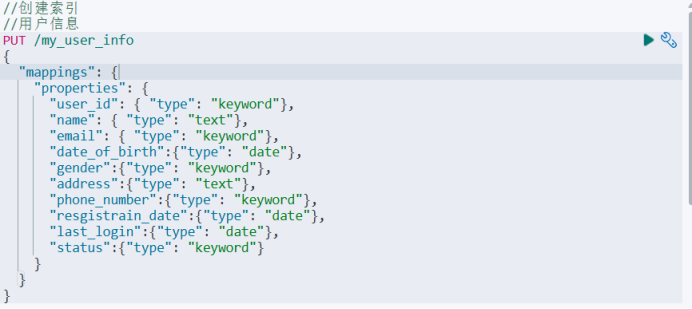 //创建索引
//用户信息
PUT /my_user_info
{
  "mappings": {
    "properties": {
      "user_id": { "type": "keyword"},
      "name": { "type": "text"},
      "email": { "type": "keyword"},
      "date_of_birth":{"type": "date"},
      "gender":{"type": "keyword"},
      "address":{"type": "text"},
      "phone_number":{"type": "keyword"},
      "resgistrain_date":{"type": "date"},
      "last_login":{"type": "date"},
      "status":{"type": "keyword"}
    }
  }
}